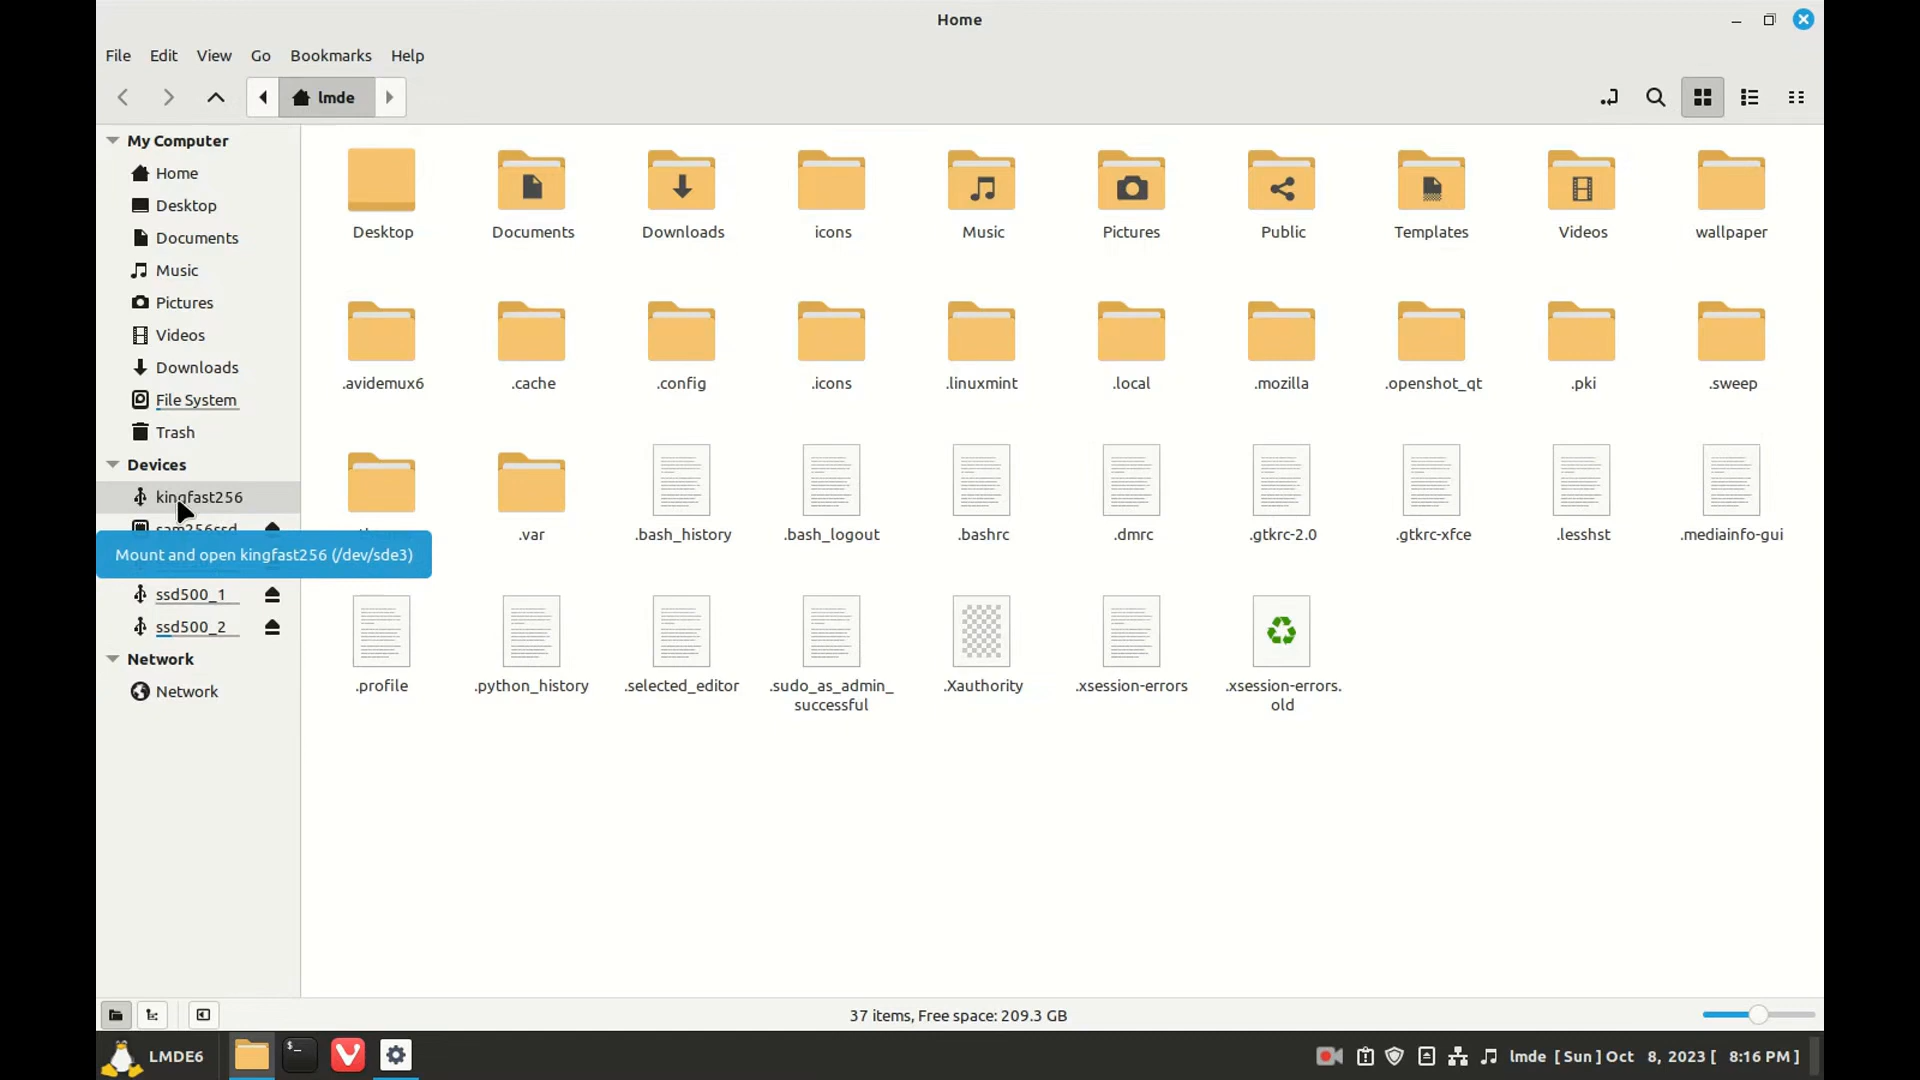 Home
File Edit View Go Bookmarks Help
lmde
My Computer
Home
Desktop
Documents
Music
Pictures
Videos
Downloads
File System
Trash
Devices
kingfast256
sam256ssd
Mount and open kingfast256 (/dev/sde3)
ssd500_1
ssd500_2
Network
Network
Desktop Documents Downloads icons Music Pictures Public Templates Videos wallpaper
.avidemux6 .cache .config .icons .linuxmint .local .mozilla .openshot_qt .pki .sweep
.var .bash_history .bash_logout .bashrc .dmrc .gtkrc-2.0 .gtkrc-xfce .lesshst .mediainfo-gui
.profile .python_history .selected_editor .sudo_as_admin_ .Xauthority .xsession-errors .xsession-errors.
successful old
37 items, Free space: 209.3 GB
LMDE6 lmde [ Sun ] Oct 8, 2023 [ 8:16 PM ]